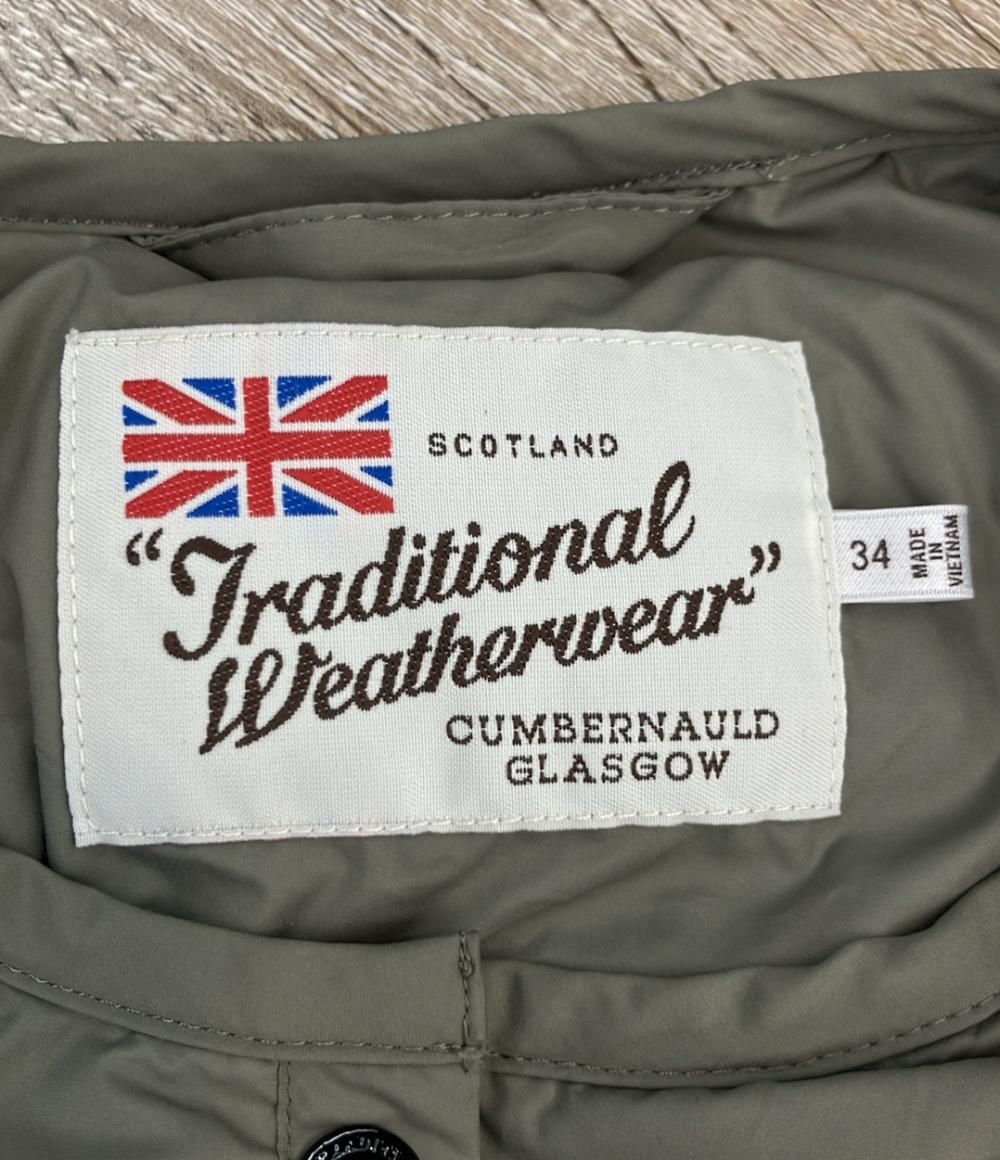 SCOTLAND
“Traditional
Weatherwear”
CUMBERNAULD
GLASGOW
34
MADE
IN
VIETNAM